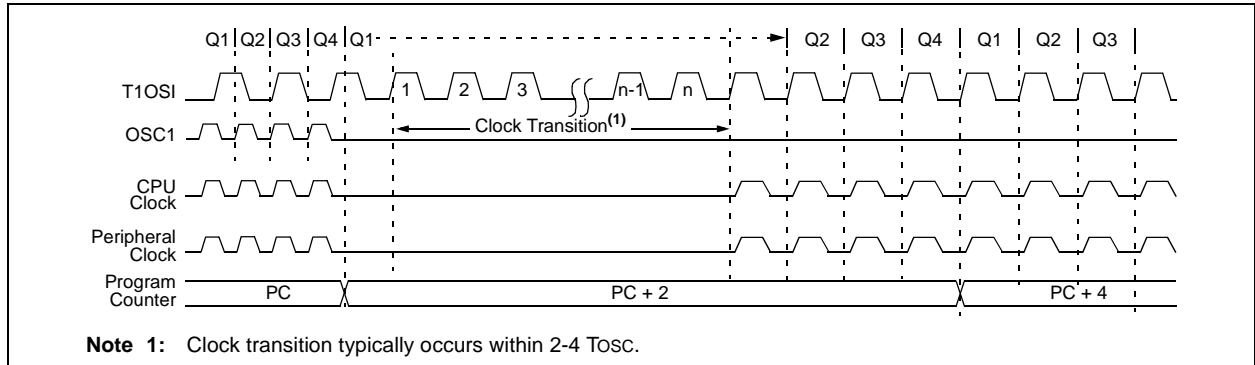 Q1 Q2 Q3 Q4 Q1 Q2 Q3 Q4 Q1 Q2 Q3
T1OSI 1 2 3 n-1 n
OSC1 Clock Transition(1)
CPU
Clock
Peripheral
Clock
Program
Counter PC PC + 2 PC + 4
Note 1: Clock transition typically occurs within 2-4 TOSC.